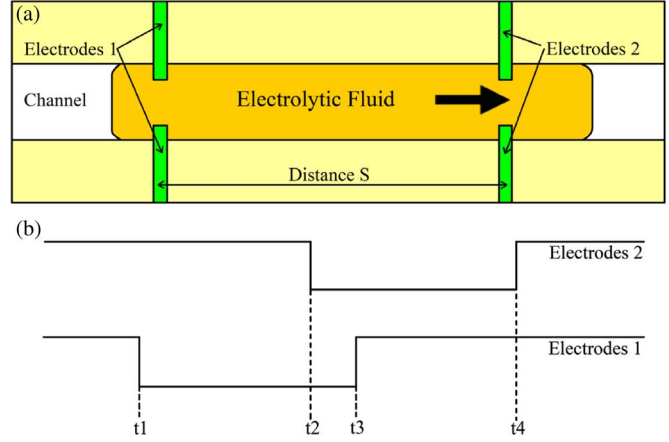 (a)
Electrodes 1
Electrodes 2
Channel
Electrolytic Fluid
Distance S
(b)
Electrodes 2
Electrodes 1
t1
t2
t3
t4